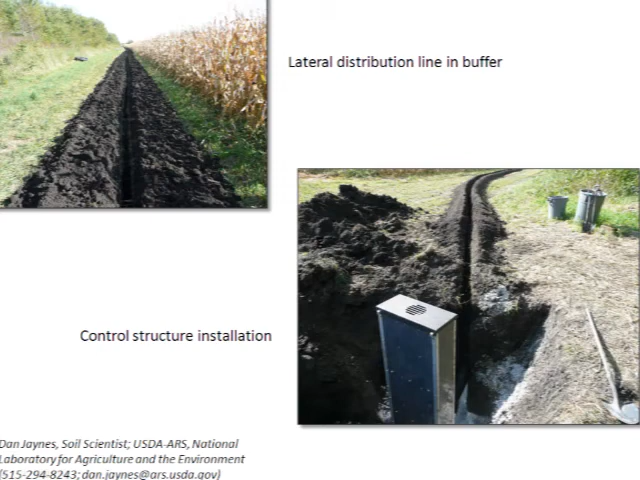 Lateral distribution line in buffer
Control structure installation
Dan Jaynes, Soil Scientist; USDA-ARS, National
Laboratory for Agriculture and the Environment
(515-294-8243; dan.jaynes@ars.usda.gov)